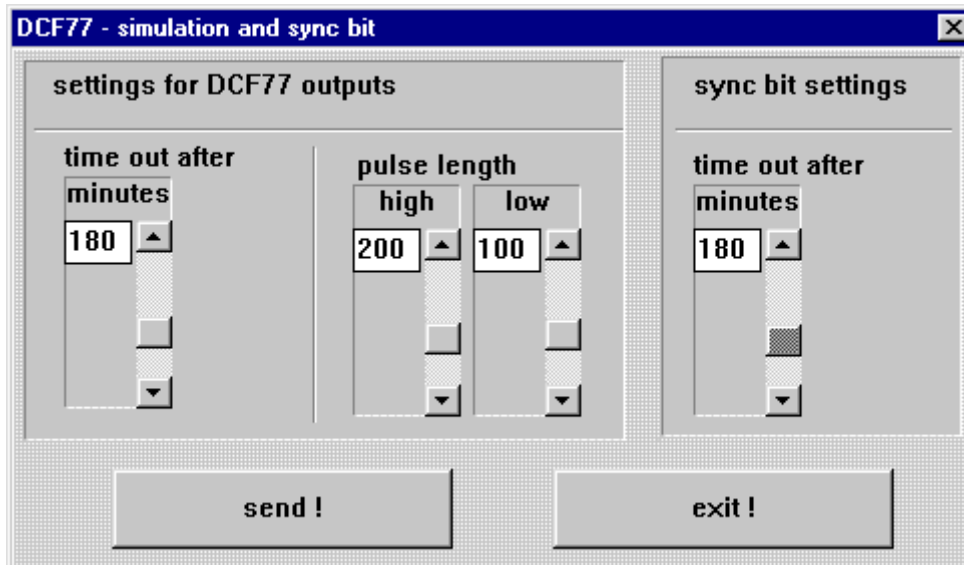 DCF77 - simulation and sync bit
settings for DCF77 outputs
time out after
minutes
180
pulse length
high low
200 100
sync bit settings
time out after
minutes
180
send !
exit !